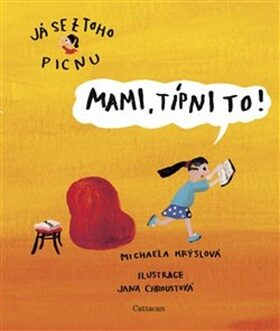 JÁ SE Z TOHO
PICNU
MAMI, TÍPNI TO!
MICHAELA KRÝSLOVÁ
ILUSTRACE
JANA CHROUSTOVÁ
Cattacan